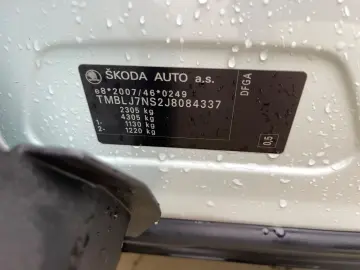 ŠKODA AUTO a.s.
e8*2007/46*0249
TMBLJ7NS2J8084337
2305 kg
4305 kg
1- 1130 kg
2- 1220 kg
DFGA
0,5